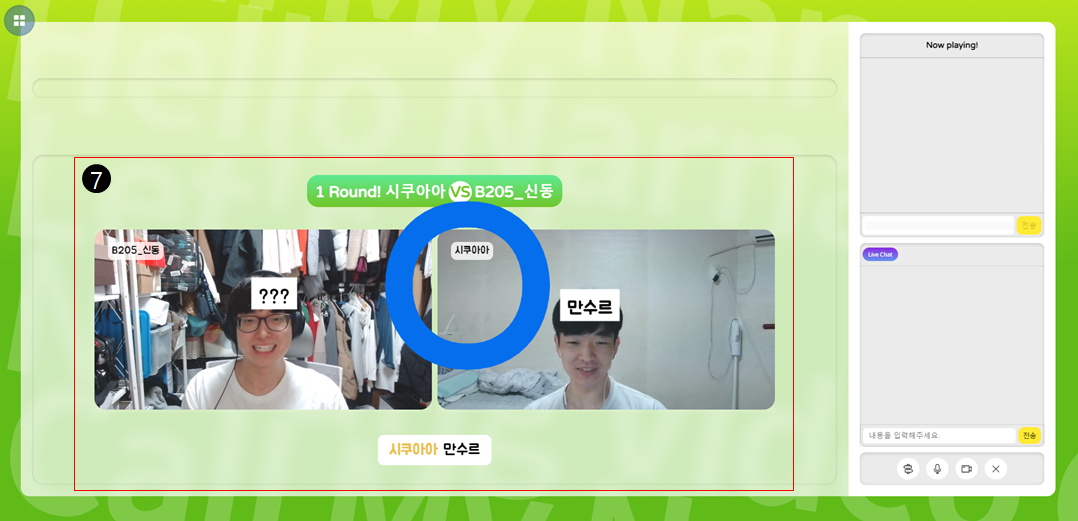 Now playing!
7
1 Round! 시쿠아아 VS B205_신동
전송
B205_신동
시쿠아아
Live Chat
???
만수르
시쿠아아 만수르
내용을 입력해주세요.
전송